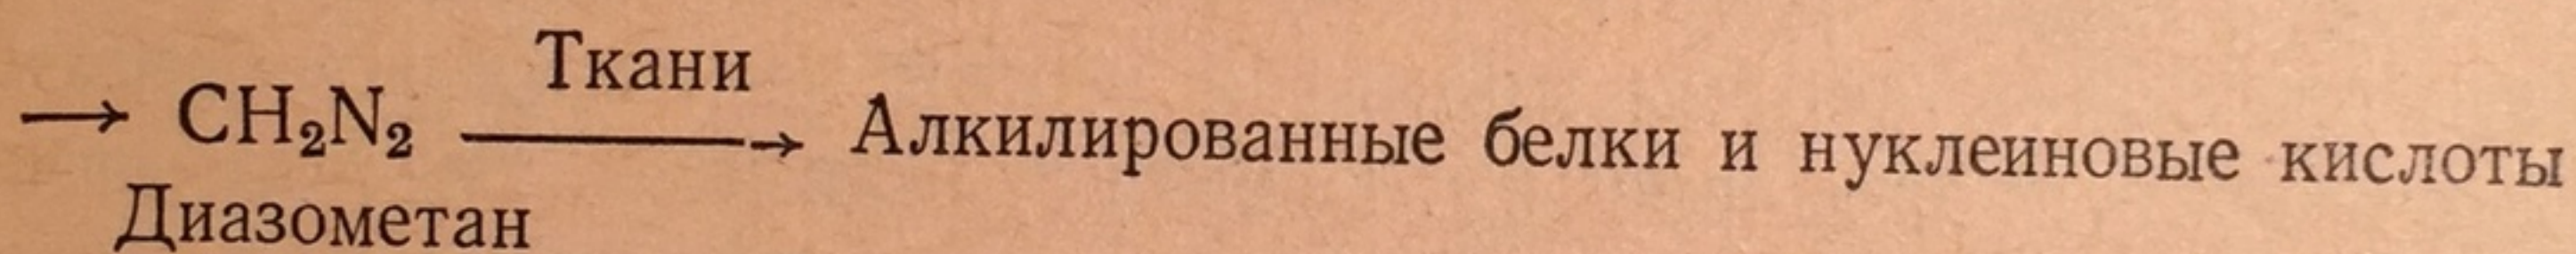 Ткани
→ CH₂N₂ → Алкилированные белки и нуклеиновые кислоты
Диазометан